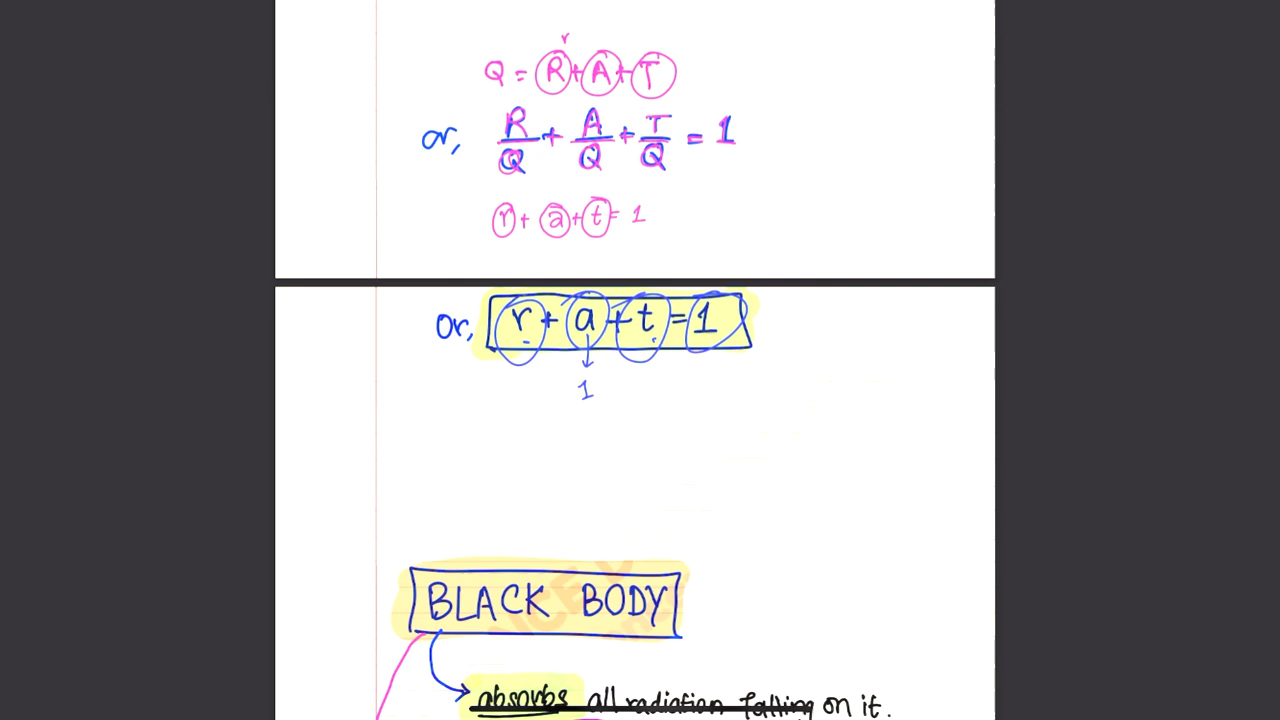 r
Q = R+A+T
or, R/Q + A/Q + T/Q = 1
r + a + t = 1
or, r + a + t = 1
1
BLACK BODY
absorbs all radiation falling on it.